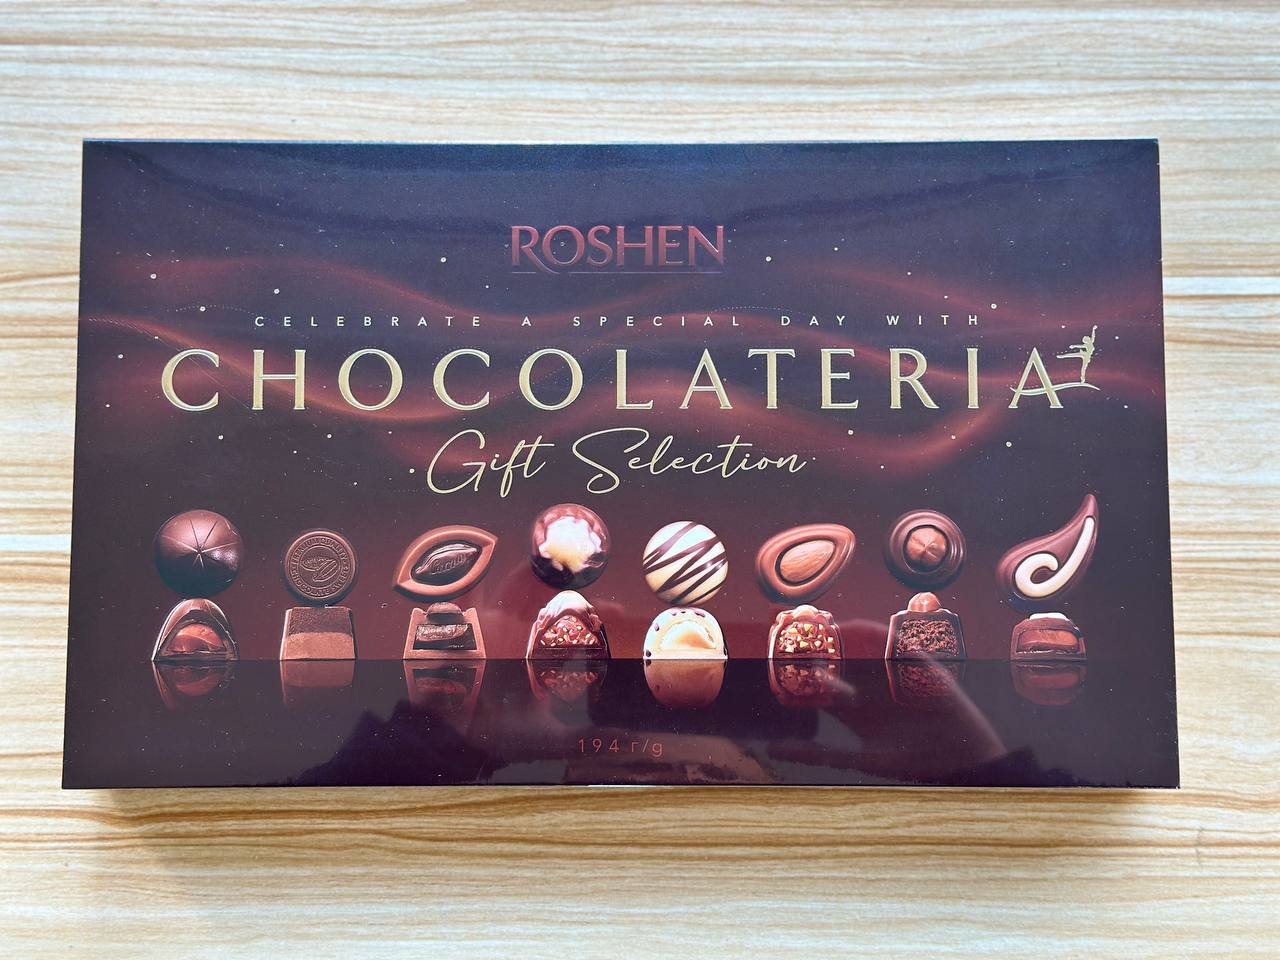 ROSHEN
CELEBRATE A SPECIAL DAY WITH
CHOCOLATERIA
Gift Selection
194 г/g